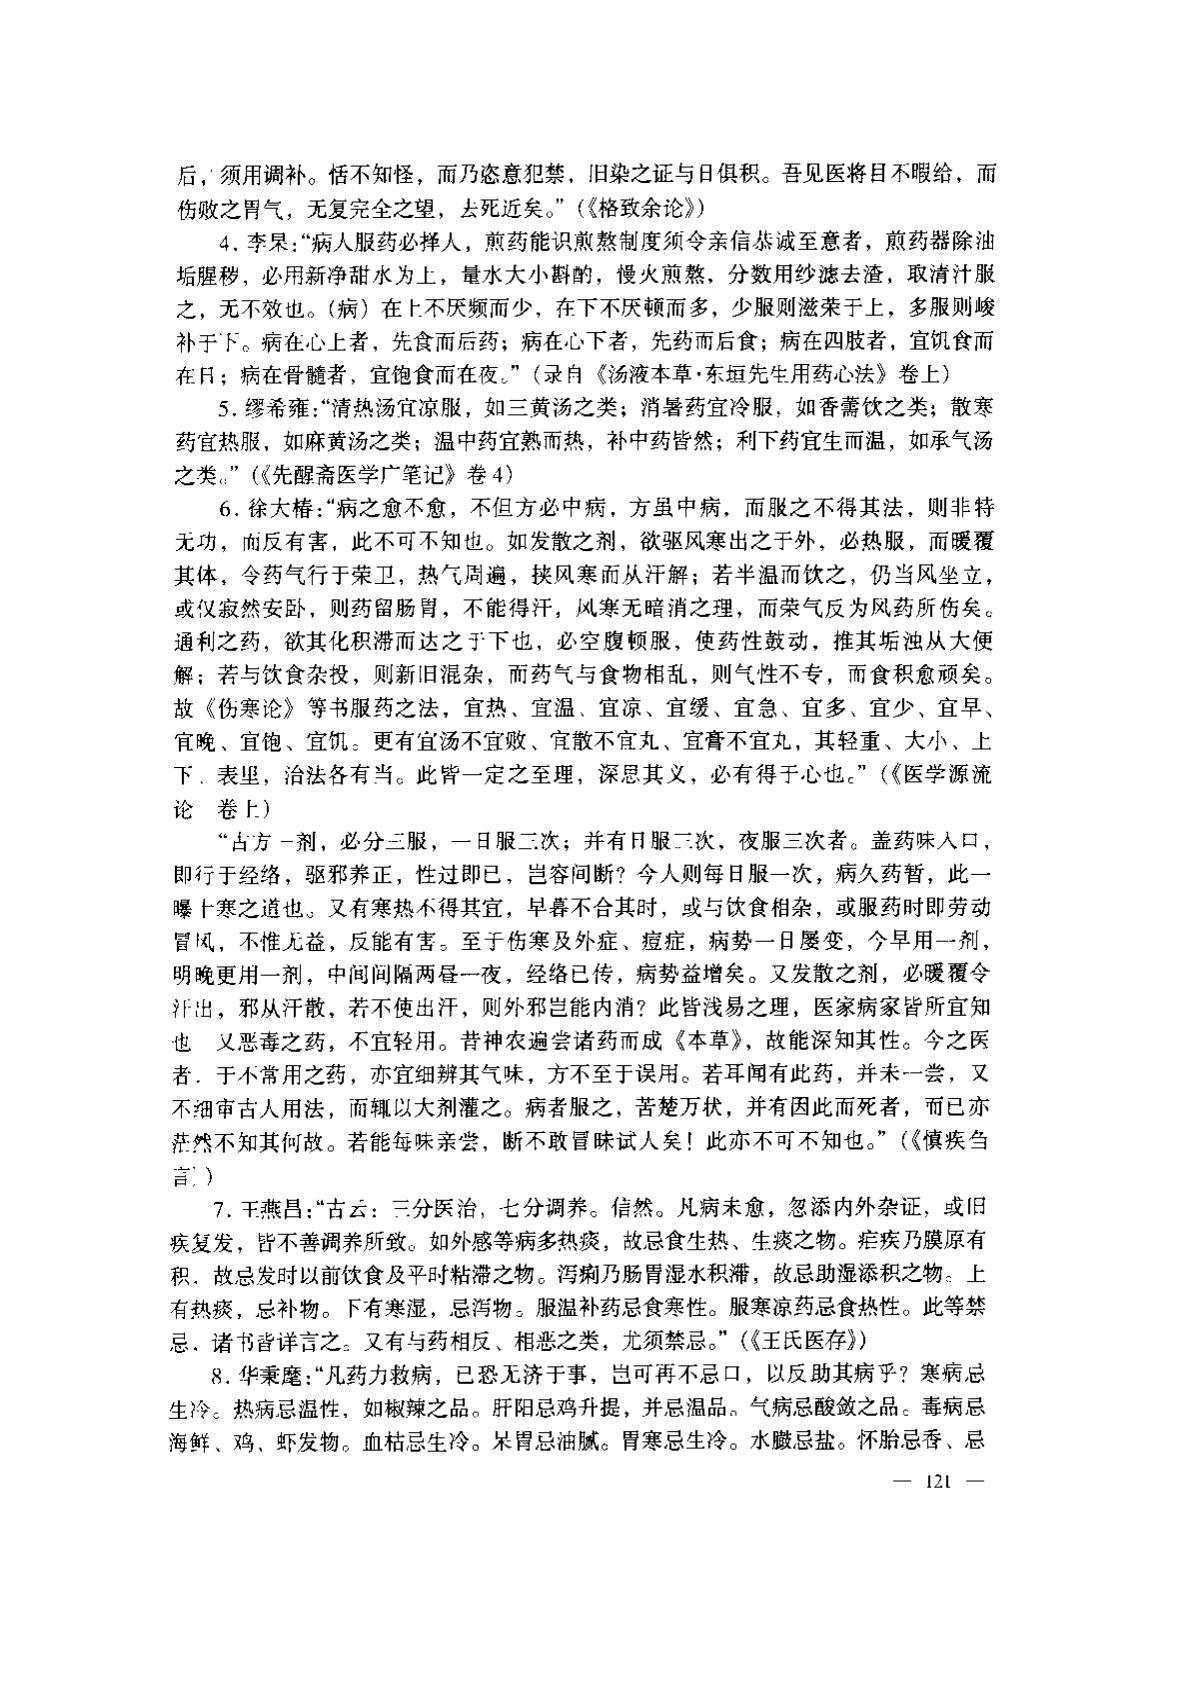 后，须用调补。恬不知怪，而乃恣意犯禁，旧染之证与日俱积。吾见医将目不暇给，而
伤败之胃气，无复完全之望，去死近矣。”（《格致余论》）
4. 李杲：“病人服药必择人，煎药能识煎熬制度须令亲信恭诚至意者，煎药器除油
垢腥秽，必用新净甜水为上，量水大小斟酌，慢火煎熬，分数用纱滤去渣，取清汁服
之，无不效也。（病）在上不厌频而少，在下不厌顿而多，少服则滋荣于上，多服则峻
补于下。病在心上者，先食而后药；病在心下者，先药而后食；病在四肢者，宜饥食而
在日；病在骨髓者，宜饱食而在夜。”（录自《汤液本草·东垣先生用药心法》卷上）
5. 缪希雍：“清热汤宜凉服，如三黄汤之类；消暑药宜冷服，如香薷饮之类；散寒
药宜热服，如麻黄汤之类；温中药宜熟而热，补中药皆然；利下药宜生而温，如承气汤
之类。”（《先醒斋医学广笔记》卷 4）
6. 徐大椿：“病之愈不愈，不但方必中病，方虽中病，而服之不得其法，则非特
无功，而反有害，此不可不知也。如发散之剂，欲驱风寒出之于外，必热服，而暖覆
其体，令药气行于荣卫，热气周遍，挟风寒而从汗解；若半温而饮之，仍当风坐立，
或仅寂然安卧，则药留肠胃，不能得汗，风寒无暗消之理，而荣气反为风药所伤矣。
通利之药，欲其化积滞而达之于下也，必空腹顿服，使药性鼓动，推其垢浊从大便
解；若与饮食杂投，则新旧混杂，而药气与食物相乱，则气性不专，而食积愈顽矣。
故《伤寒论》等书服药之法，宜热、宜温、宜凉、宜缓、宜急、宜多、宜少、宜早、
宜晚、宜饱、宜饥。更有宜汤不宜败、宜散不宜丸、宜膏不宜丸，其轻重、大小、上
下．表里，治法各有当。此皆一定之至理，深思其义，必有得于心也。”（《医学源流
论 卷上）
“古方一剂，必分三服，一日服三次；并有日服三次，夜服三次者。盖药味入口，
即行于经络，驱邪养正，性过即已，岂容间断？今人则每日服一次，病久药暂，此一
曝十寒之道也。又有寒热不得其宜，早暮不合其时，或与饮食相杂，或服药时即劳动
冒风，不惟无益，反能有害。至于伤寒及外症、痘症，病势一日屡变，今早用一剂，
明晚更用一剂，中间间隔两昼一夜，经络已传，病势益增矣。又发散之剂，必暖覆令
汗出，邪从汗散，若不使出汗，则外邪岂能内消？此皆浅易之理，医家病家皆所宜知
也 又恶毒之药，不宜轻用。昔神农遍尝诸药而成《本草》，故能深知其性。今之医
者．于不常用之药，亦宜细辨其气味，方不至于误用。若耳闻有此药，并未一尝，又
不细审古人用法，而辄以大剂灌之。病者服之，苦楚万状，并有因此而死者，而已亦
茫然不知其何故。若能每味亲尝，断不敢冒昧试人矣！此亦不可不知也。”（《慎疾刍
言》）
7. 王燕昌：“古云：三分医治，七分调养。信然。凡病未愈，忽添内外杂证，或旧
疾复发，皆不善调养所致。如外感等病多热痰，故忌食生热、生痰之物。疟疾乃膜原有
积．故忌发时以前饮食及平时粘滞之物。泻痢乃肠胃湿水积滞，故忌助湿添积之物。上
有热痰，忌补物。下有寒湿，忌泻物。服温补药忌食寒性。服寒凉药忌食热性。此等禁
忌．诸书皆详言之。又有与药相反、相恶之类，尤须禁忌。”（《王氏医存》）
8. 华秉麾：“凡药力救病，已恐无济于事，岂可再不忌口，以反助其病乎？寒病忌
生冷。热病忌温性，如椒辣之品。肝阳忌鸡升提，并忌温品。气病忌酸敛之品。毒病忌
海鲜、鸡、虾发物。血枯忌生冷。呆胃忌油腻。胃寒忌生冷。水臌忌盐。怀胎忌香、忌
— 121 —